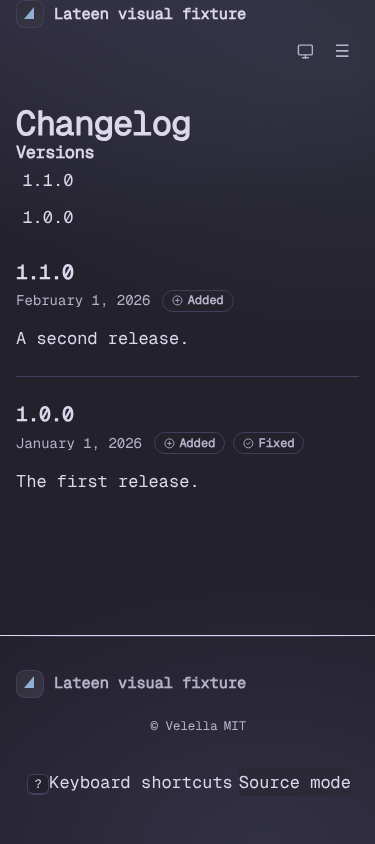 Lateen visual fixture
Changelog
Versions
1.1.0
1.0.0
1.1.0
February 1, 2026 Added
A second release.
1.0.0
January 1, 2026 Added Fixed
The first release.
Lateen visual fixture
© Velella MIT
? Keyboard shortcuts Source mode